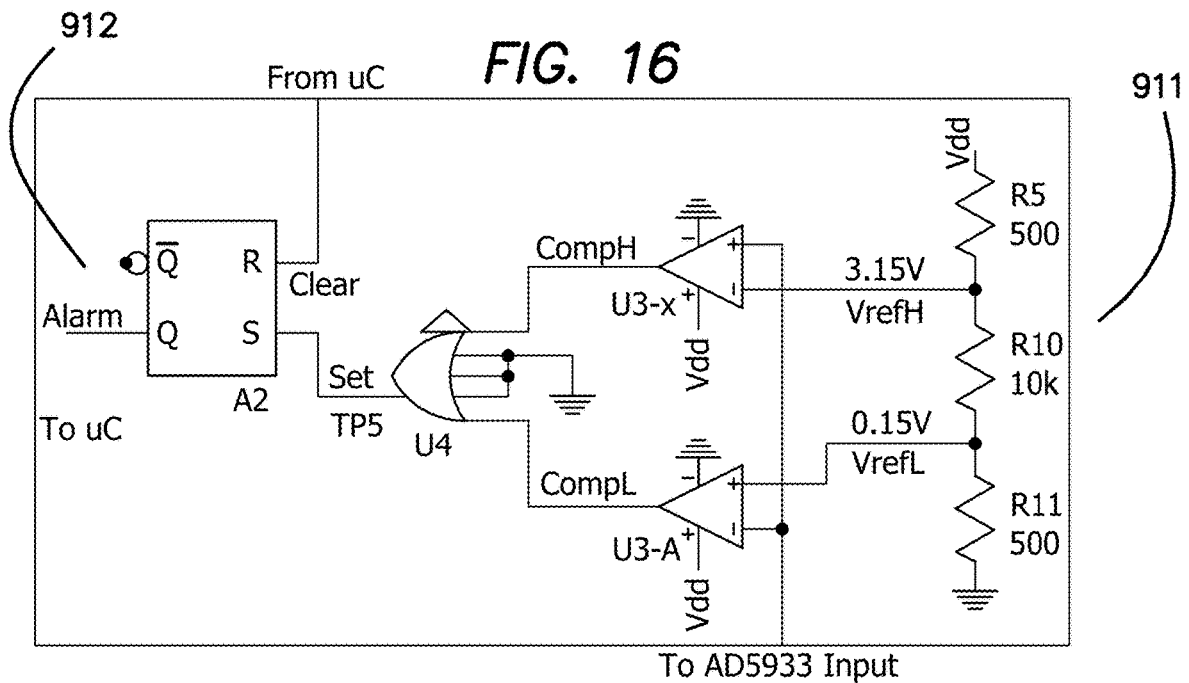 912
FIG. 16
From uC
911
Vdd
R5
500
Q R
Clear
CompH
+
-
3.15V
VrefH
U3-x +
- 
Alarm
Q S
R10
10k
Vdd
Set
A2
TP5
U4
To uC
0.15V
VrefL
CompL
-
+
R11
500
U3-A +
-
Vdd
To AD5933 Input